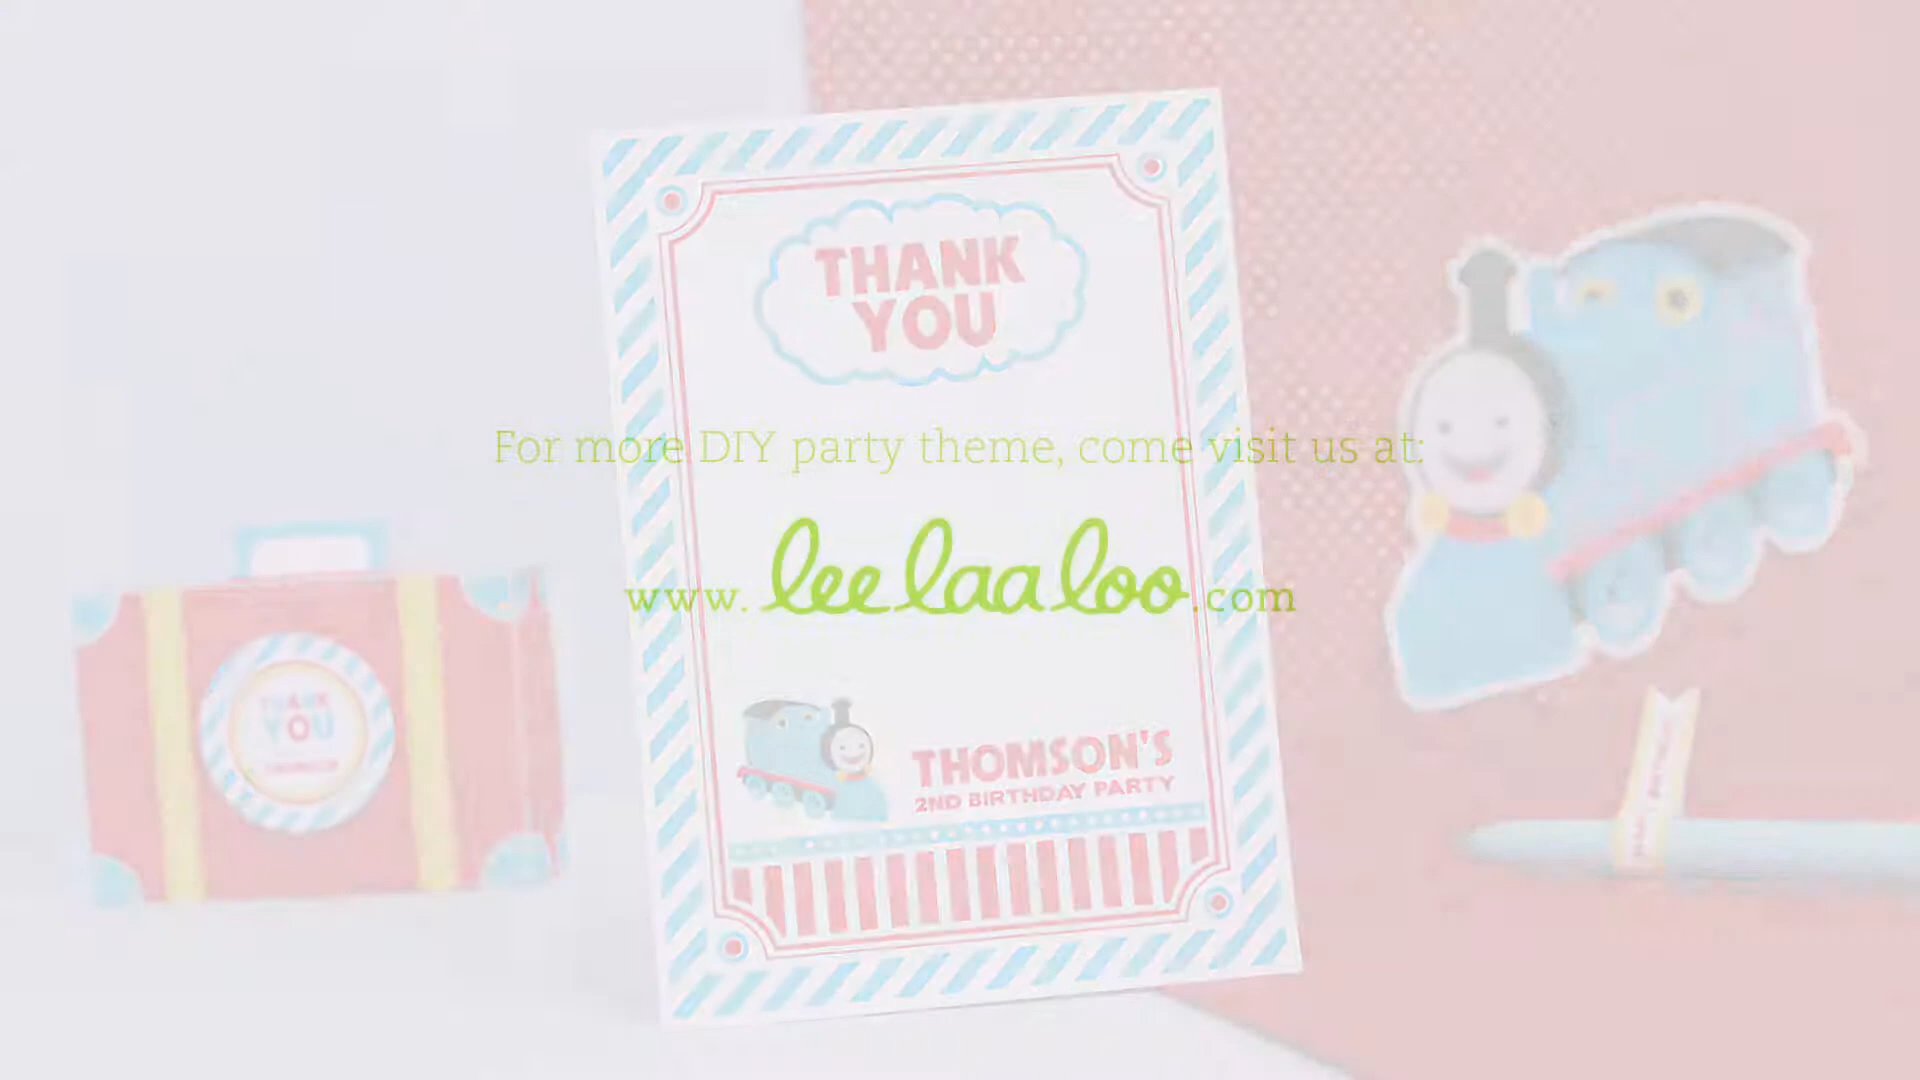 THANK
YOU
For more DIY party theme, come visit us at:
www.leelaaloo.com
THANK
YOU
THOMSON'S
2ND BIRTHDAY PARTY